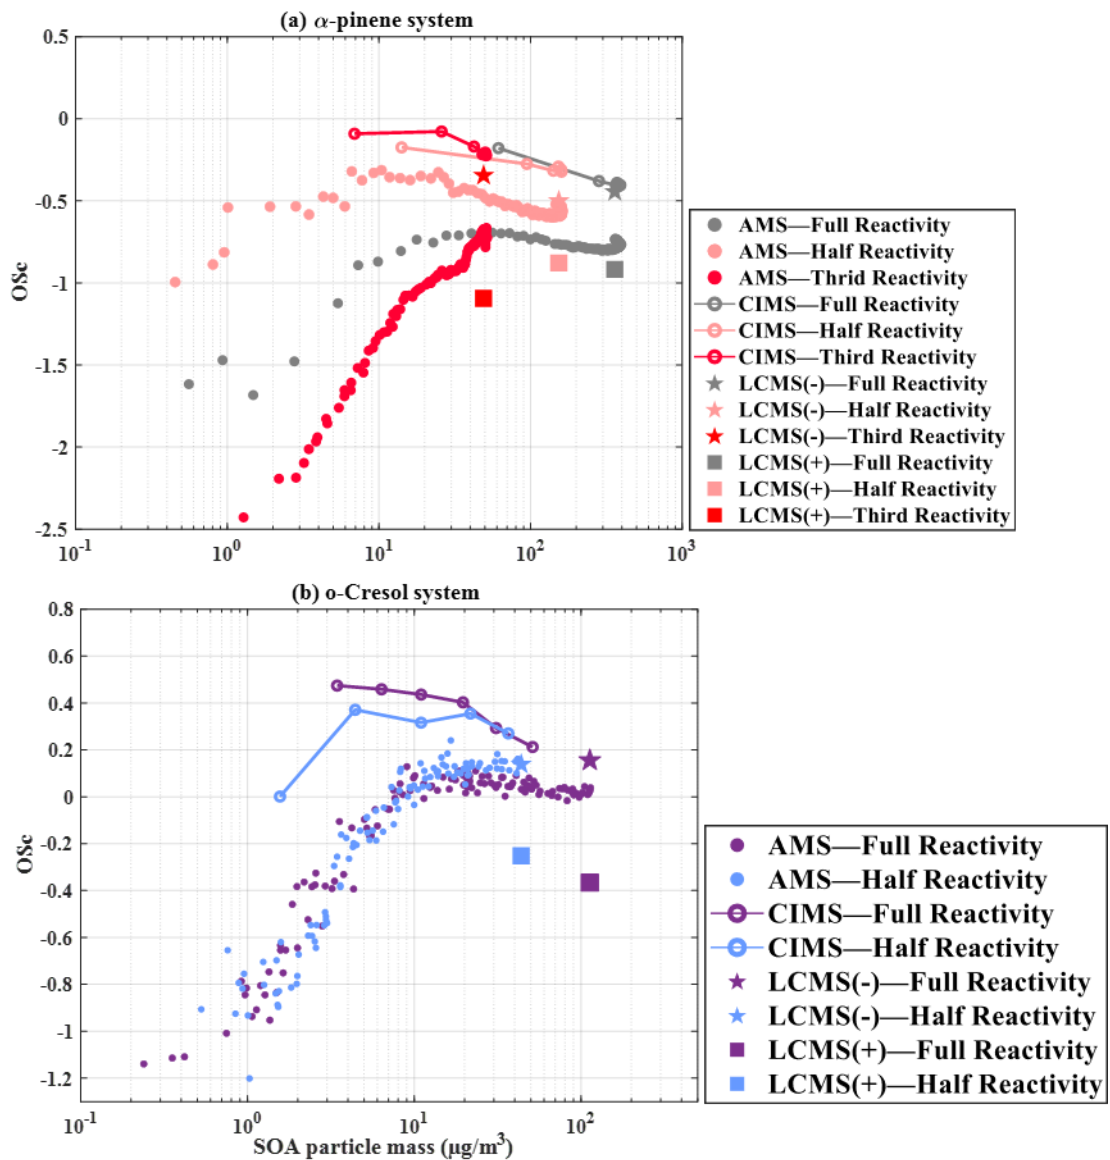 (a) α-pinene system
0.5
0
-0.5
-1
-1.5
-2
-2.5
OSc
10-1
100
101
102
103
AMS—Full Reactivity
AMS—Half Reactivity
AMS—Thrid Reactivity
CIMS—Full Reactivity
CIMS—Half Reactivity
CIMS—Third Reactivity
LCMS(-)—Full Reactivity
LCMS(-)—Half Reactivity
LCMS(-)—Third Reactivity
LCMS(+)—Full Reactivity
LCMS(+)—Half Reactivity
LCMS(+)—Third Reactivity
(b) o-Cresol system
0.8
0.6
0.4
0.2
0
-0.2
-0.4
-0.6
-0.8
-1
-1.2
OSc
10-1
100
101
102
SOA particle mass (μg/m3)
AMS—Full Reactivity
AMS—Half Reactivity
CIMS—Full Reactivity
CIMS—Half Reactivity
LCMS(-)—Full Reactivity
LCMS(-)—Half Reactivity
LCMS(+)—Full Reactivity
LCMS(+)—Half Reactivity